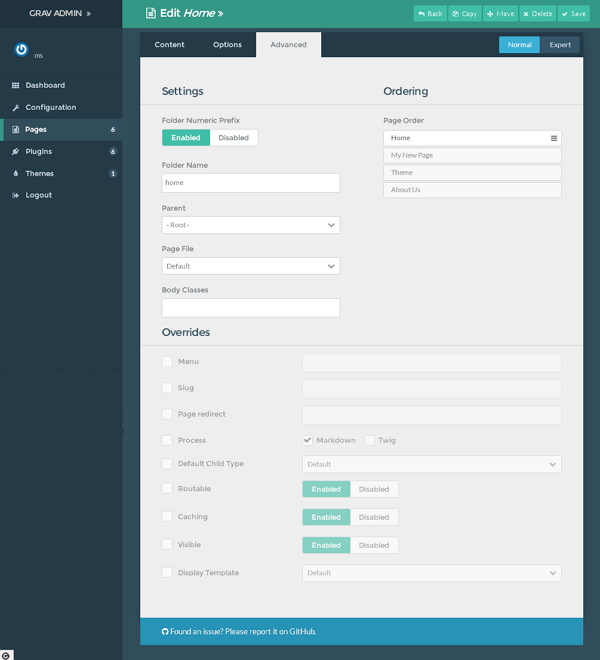 GRAV ADMIN »
Edit Home »
Back Copy Move Delete Save
ms
Dashboard
Configuration
Pages 6
Plugins 6
Themes 1
Logout
Content Options Advanced
Normal Expert
Settings
Folder Numeric Prefix
Enabled Disabled
Folder Name
home
Parent
- Root -
Page File
Default
Body Classes
Ordering
Page Order
Home
My New Page
Theme
About Us
Overrides
Menu
Slug
Page redirect
Process Markdown Twig
Default Child Type Default
Routable Enabled Disabled
Caching Enabled Disabled
Visible Enabled Disabled
Display Template Default
Found an issue? Please report it on GitHub.